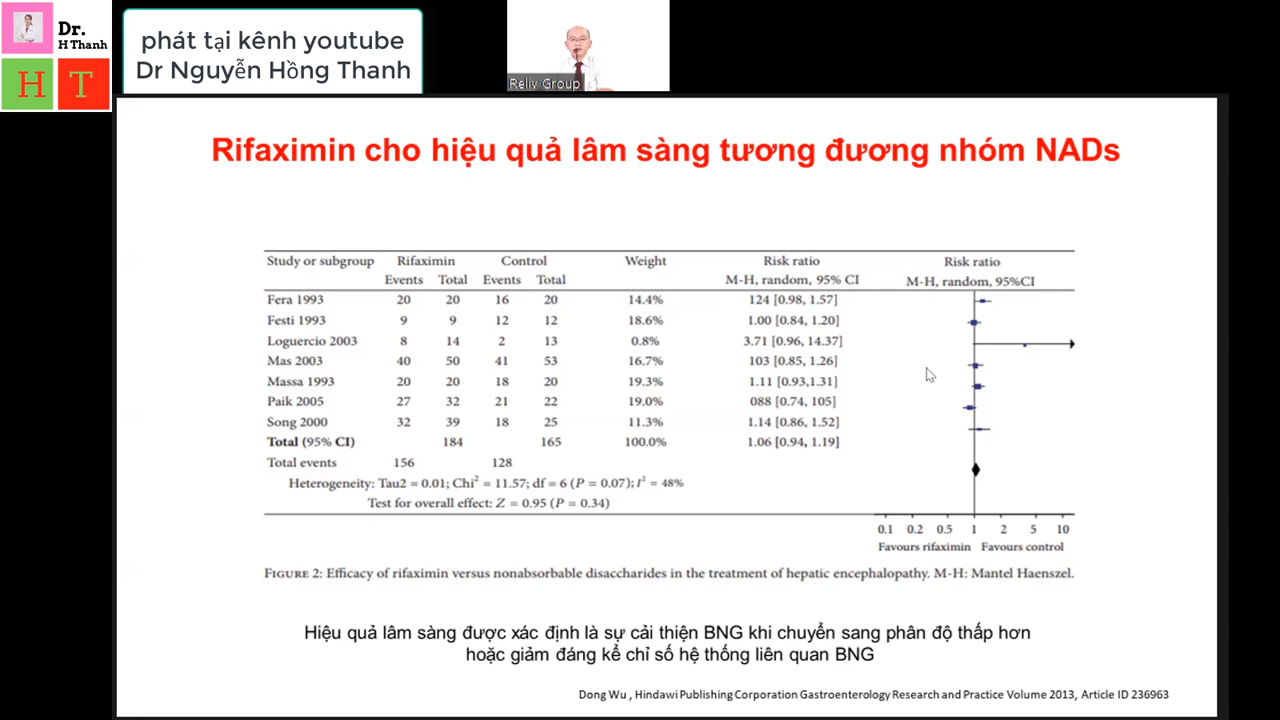 Dr.
H Thanh
H T
phát tại kênh youtube
Dr Nguyễn Hồng Thanh
Reliv Group
Rifaximin cho hiệu quả lâm sàng tương đương nhóm NADs
Study or subgroup Rifaximin Control Weight Risk ratio Risk ratio
Events Total Events Total M-H, random, 95% CI M-H, random, 95%CI
Fera 1993 20 20 16 20 14.4% 124 [0.98, 1.57]
Festi 1993 9 9 12 12 18.6% 1.00 [0.84, 1.20]
Loguercio 2003 8 14 2 13 0.8% 3.71 [0.96, 14.37]
Mas 2003 40 50 41 53 16.7% 103 [0.85, 1.26]
Massa 1993 20 20 18 20 19.3% 1.11 [0.93,1.31]
Paik 2005 27 32 21 22 19.0% 088 [0.74, 105]
Song 2000 32 39 18 25 11.3% 1.14 [0.86, 1.52]
Total (95% CI) 184 165 100.0% 1.06 [0.94, 1.19]
Total events 156 128
Heterogeneity: Tau2 = 0.01; Chi² = 11.57; df = 6 (P = 0.07); I² = 48%
Test for overall effect: Z = 0.95 (P = 0.34)
0.1 0.2 0.5 1 2 5 10
Favours rifaximin Favours control
FIGURE 2: Efficacy of rifaximin versus nonabsorbable disaccharides in the treatment of hepatic encephalopathy. M-H: Mantel Haenszel.
Hiệu quả lâm sàng được xác định là sự cải thiện BNG khi chuyển sang phân độ thấp hơn
hoặc giảm đáng kể chỉ số hệ thống liên quan BNG
Dong Wu , Hindawi Publishing Corporation Gastroenterology Research and Practice Volume 2013, Article ID 236963